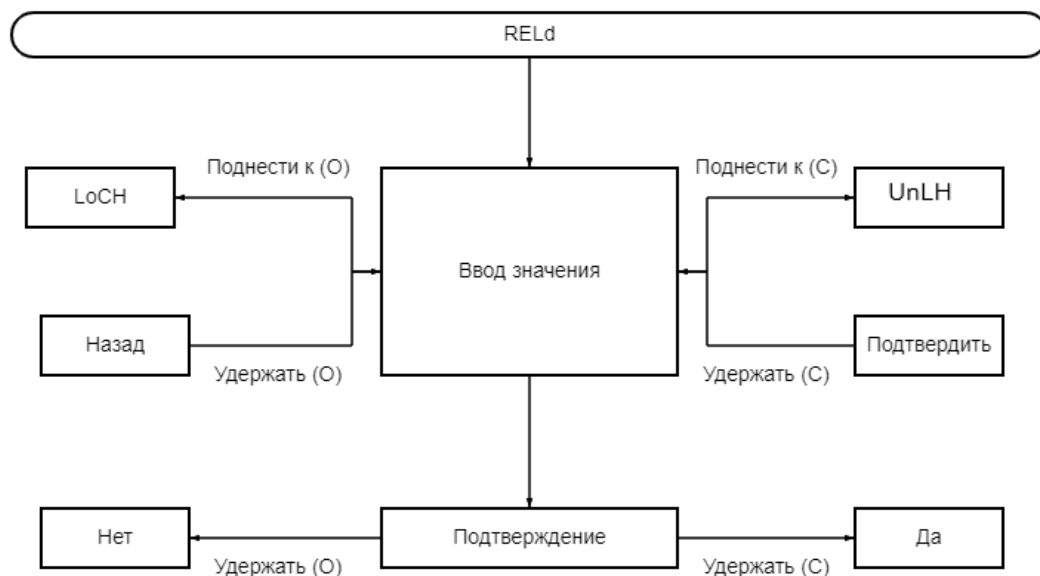 RELd
Поднести к (О)
Поднести к (С)
LoCH
UnLH
Ввод значения
Назад
Подтвердить
Удержать (О)
Удержать (С)
Нет
Подтверждение
Да
Удержать (О)
Удержать (С)